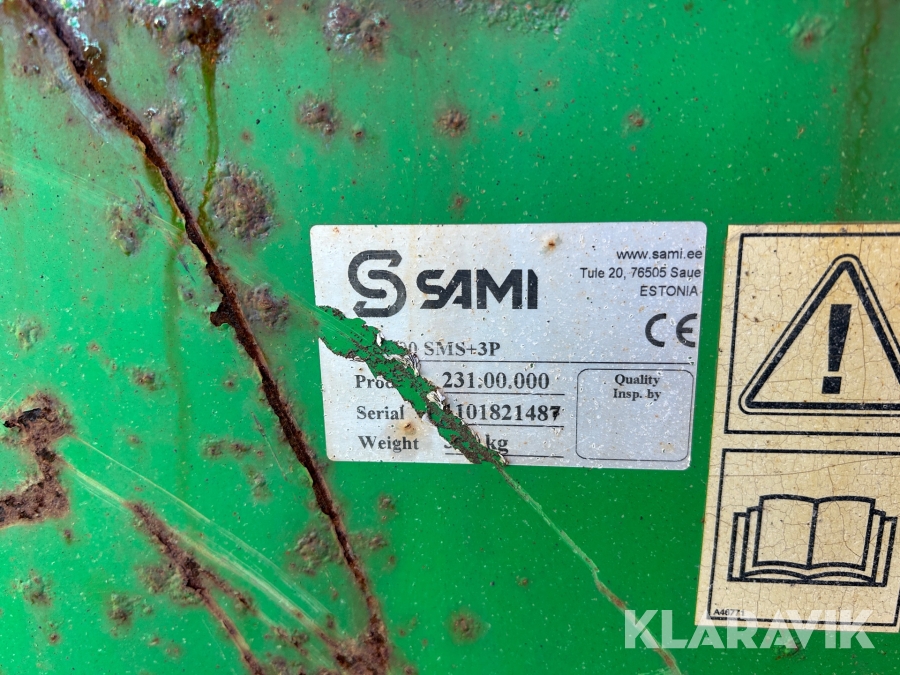 SAMI
www.sami.ee
Tule 20, 76505 Saue
ESTONIA
CE
SMS+3P
231.00.000
Quality
Insp. by
Serial 101821487
Weight kg
KLARAVIK